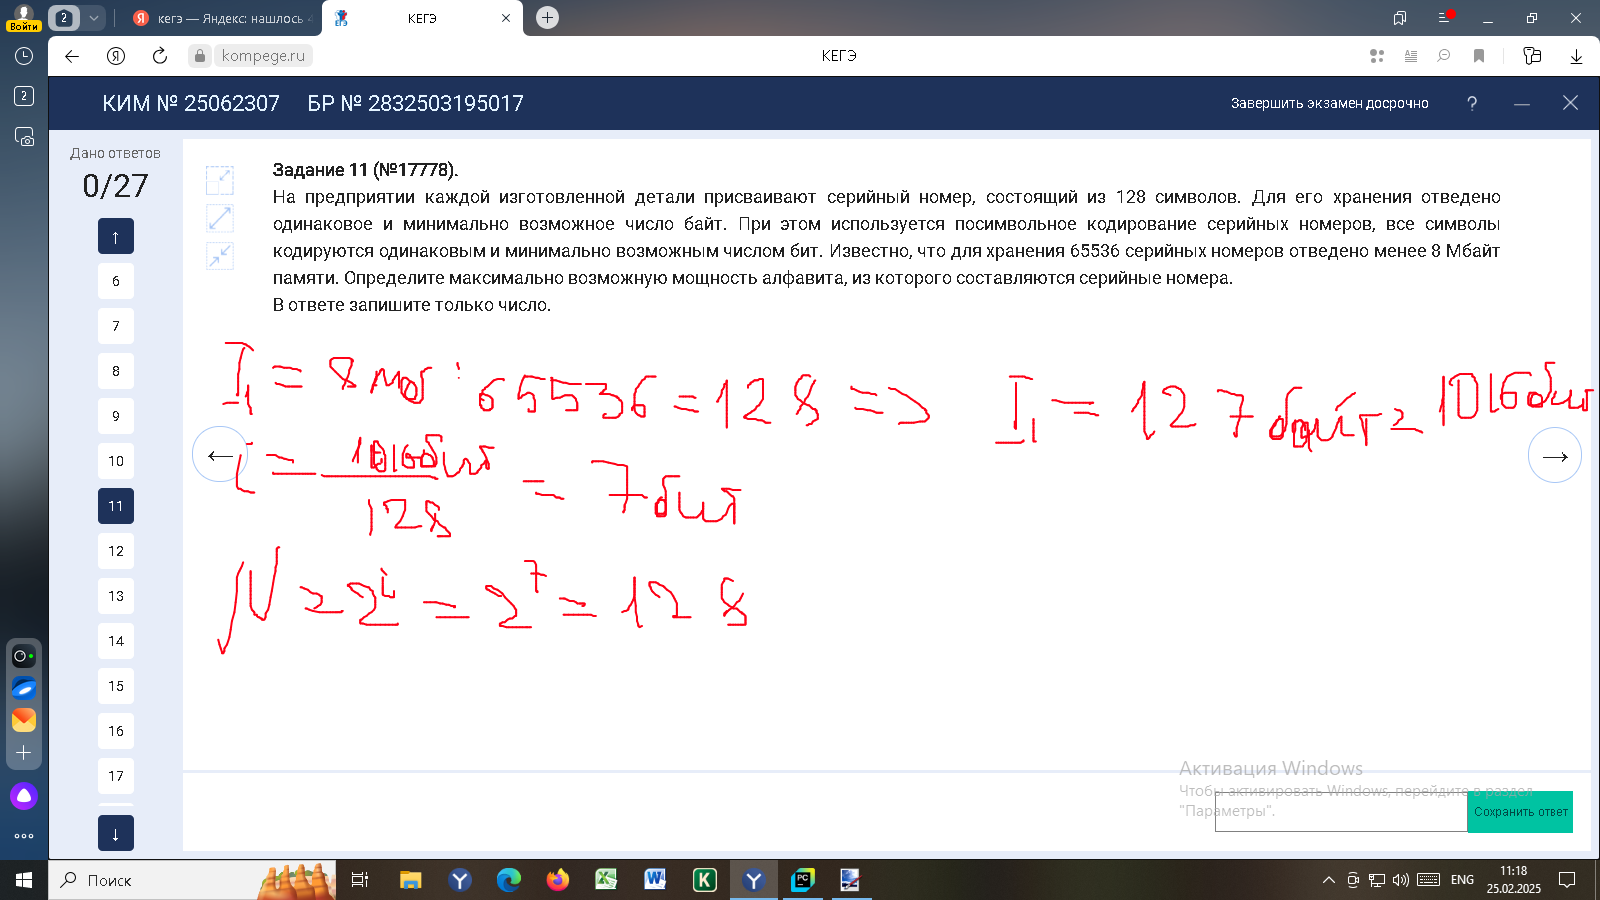 Войти
2
кегэ — Яндекс: нашлось 4
КЕГЭ
kompege.ru
КЕГЭ
2
КИМ № 25062307 БР № 2832503195017
Завершить экзамен досрочно
?
Дано ответов
0/27
↑
6
7
8
9
10
11
12
13
14
15
16
17
↓
Задание 11 (№17778).
На предприятии каждой изготовленной детали присваивают серийный номер, состоящий из 128 символов. Для его хранения отведено
одинаковое и минимально возможное число байт. При этом используется посимвольное кодирование серийных номеров, все символы
кодируются одинаковым и минимально возможным числом бит. Известно, что для хранения 65536 серийных номеров отведено менее 8 Мбайт
памяти. Определите максимально возможную мощность алфавита, из которого составляются серийные номера.
В ответе запишите только число.
I₁ = 8 Мб : 65536 = 128 => I₁ = 127 байт = 1016 бит
i = 1016 бит / 128 = 7 бит
N = 2^i = 2^7 = 128
Активация Windows
Чтобы активировать Windows, перейдите в раздел
"Параметры".
Сохранить ответ
Поиск
ENG
11:18
25.02.2025